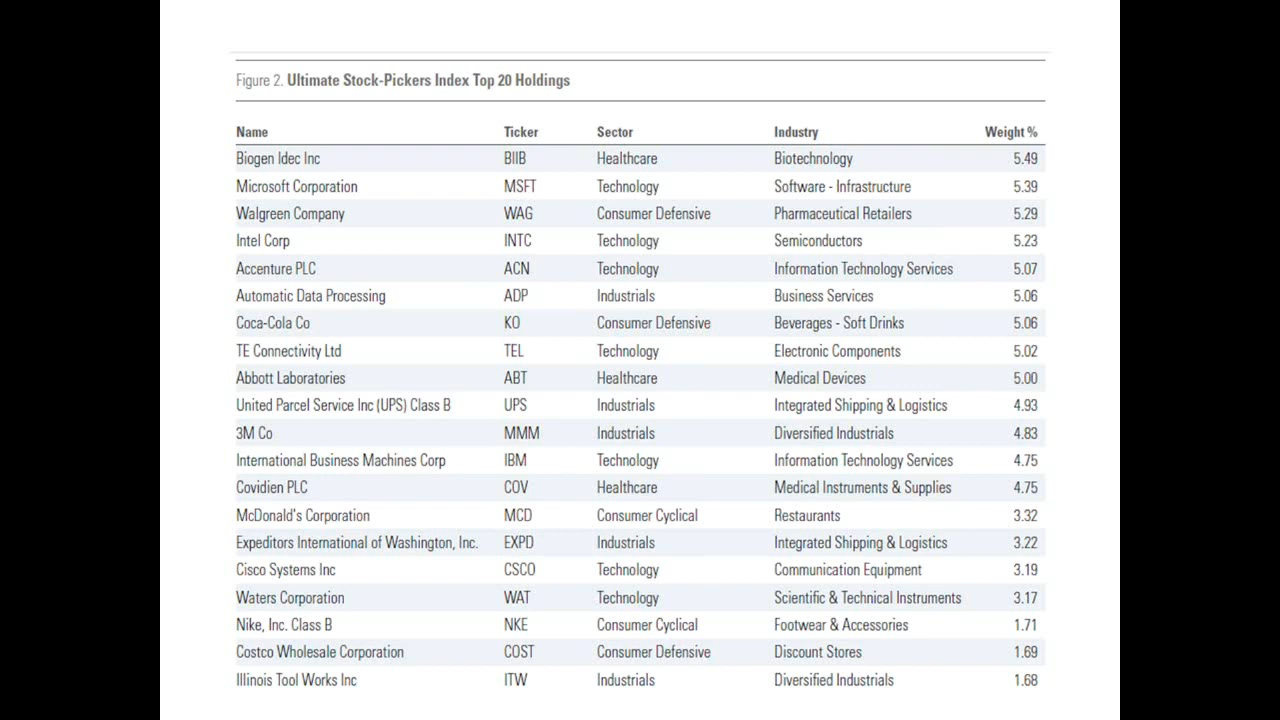 Figure 2. Ultimate Stock-Pickers Index Top 20 Holdings
Name Ticker Sector Industry Weight %
Biogen Idec Inc BIIB Healthcare Biotechnology 5.49
Microsoft Corporation MSFT Technology Software - Infrastructure 5.39
Walgreen Company WAG Consumer Defensive Pharmaceutical Retailers 5.29
Intel Corp INTC Technology Semiconductors 5.23
Accenture PLC ACN Technology Information Technology Services 5.07
Automatic Data Processing ADP Industrials Business Services 5.06
Coca-Cola Co KO Consumer Defensive Beverages - Soft Drinks 5.06
TE Connectivity Ltd TEL Technology Electronic Components 5.02
Abbott Laboratories ABT Healthcare Medical Devices 5.00
United Parcel Service Inc (UPS) Class B UPS Industrials Integrated Shipping & Logistics 4.93
3M Co MMM Industrials Diversified Industrials 4.83
International Business Machines Corp IBM Technology Information Technology Services 4.75
Covidien PLC COV Healthcare Medical Instruments & Supplies 4.75
McDonald's Corporation MCD Consumer Cyclical Restaurants 3.32
Expeditors International of Washington, Inc. EXPD Industrials Integrated Shipping & Logistics 3.22
Cisco Systems Inc CSCO Technology Communication Equipment 3.19
Waters Corporation WAT Technology Scientific & Technical Instruments 3.17
Nike, Inc. Class B NKE Consumer Cyclical Footwear & Accessories 1.71
Costco Wholesale Corporation COST Consumer Defensive Discount Stores 1.69
Illinois Tool Works Inc ITW Industrials Diversified Industrials 1.68